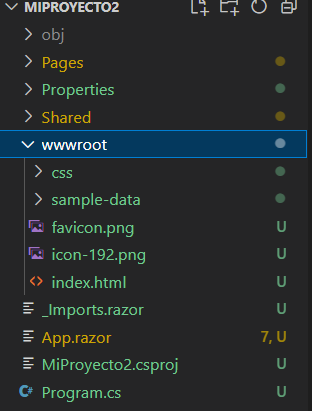 MIPROYECTO2
obj
Pages
Properties
Shared
wwwroot
css
sample-data
favicon.png U
icon-192.png U
index.html U
_Imports.razor U
App.razor 7, U
MiProyecto2.csproj U
Program.cs U